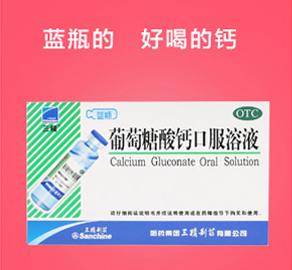 蓝瓶的 好喝的钙
蓝瓶
OTC
三精
葡萄糖酸钙口服溶液
Calcium Gluconate Oral Solution
请仔细阅读说明书并按说明使用或在药师指导下购买和使用
三精制药
Sanchine
哈药集团三精制药有限公司